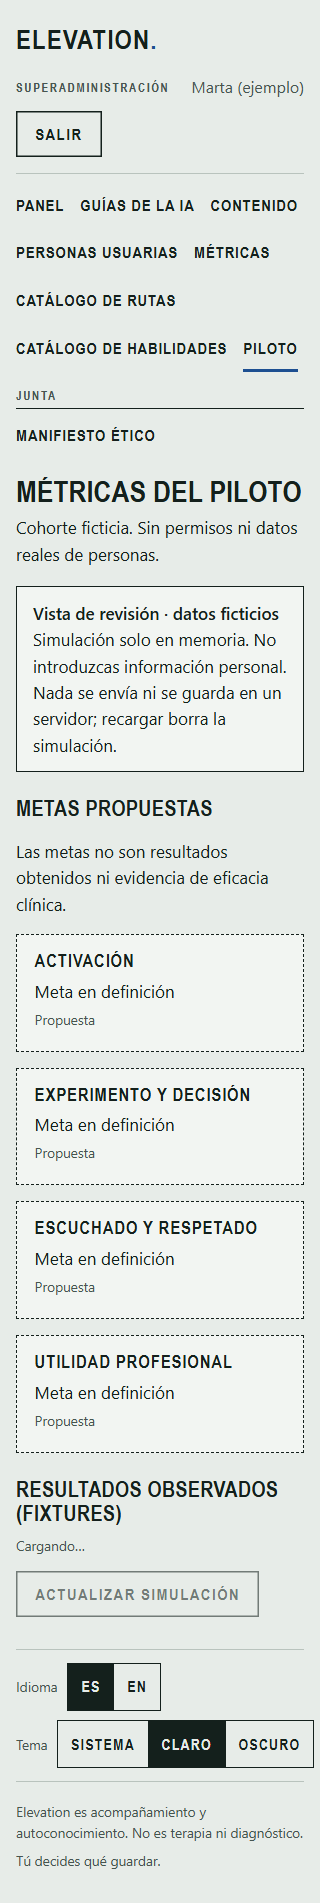 ELEVATION.
SUPERADMINISTRACIÓN Marta (ejemplo)
SALIR
PANEL GUÍAS DE LA IA CONTENIDO
PERSONAS USUARIAS MÉTRICAS
CATÁLOGO DE RUTAS
CATÁLOGO DE HABILIDADES PILOTO
JUNTA
MANIFIESTO ÉTICO
MÉTRICAS DEL PILOTO
Cohorte ficticia. Sin permisos ni datos
reales de personas.
Vista de revisión · datos ficticios
Simulación solo en memoria. No
introduzcas información personal.
Nada se envía ni se guarda en un
servidor; recargar borra la
simulación.
METAS PROPUESTAS
Las metas no son resultados
obtenidos ni evidencia de eficacia
clínica.
ACTIVACIÓN
Meta en definición
Propuesta
EXPERIMENTO Y DECISIÓN
Meta en definición
Propuesta
ESCUCHADO Y RESPETADO
Meta en definición
Propuesta
UTILIDAD PROFESIONAL
Meta en definición
Propuesta
RESULTADOS OBSERVADOS
(FIXTURES)
Cargando…
ACTUALIZAR SIMULACIÓN
Idioma ES EN
Tema SISTEMA CLARO OSCURO
Elevation es acompañamiento y
autoconocimiento. No es terapia ni diagnóstico.
Tú decides qué guardar.